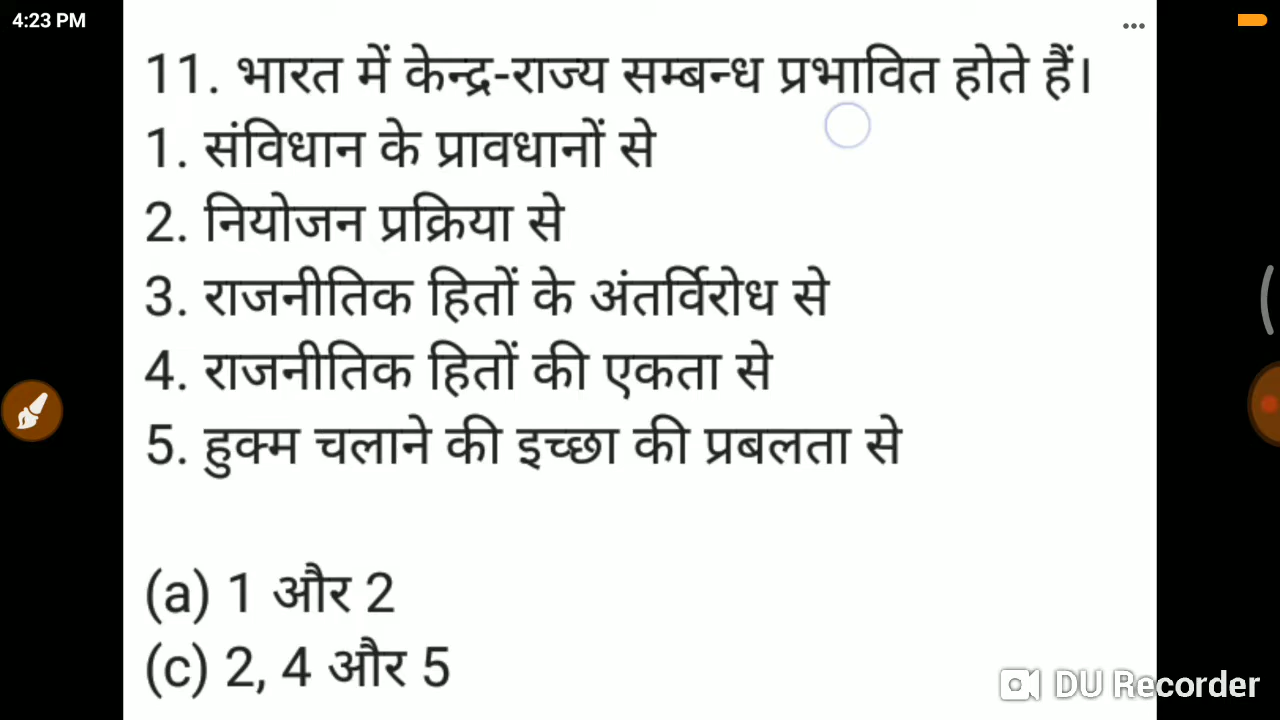 4:23 PM
11. भारत में केन्द्र-राज्य सम्बन्ध प्रभावित होते हैं।
1. संविधान के प्रावधानों से
2. नियोजन प्रक्रिया से
3. राजनीतिक हितों के अंतर्विरोध से
4. राजनीतिक हितों की एकता से
5. हुक्म चलाने की इच्छा की प्रबलता से
(a) 1 और 2
(c) 2, 4 और 5
DU Recorder